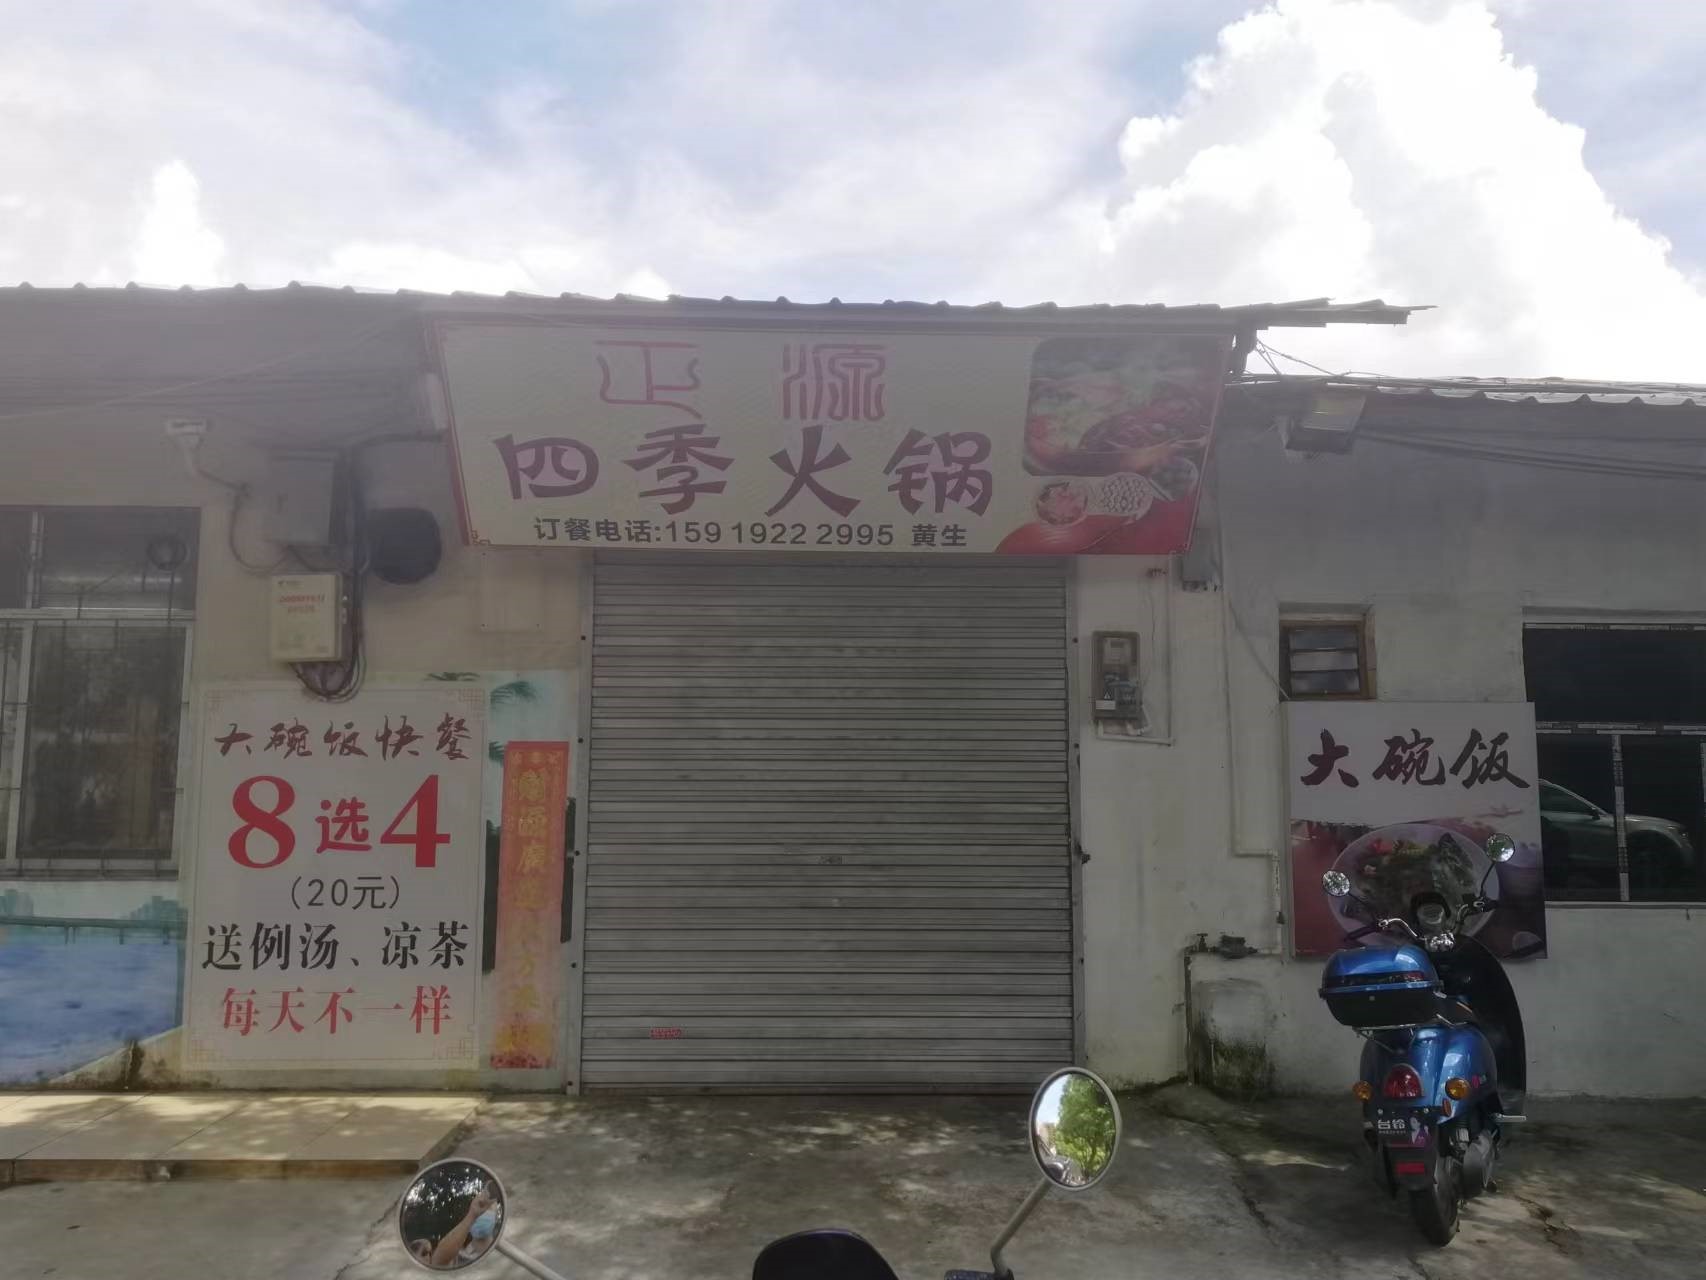 正源
四季火锅
订餐电话:159 1922 2995 黄生
大碗饭快餐
8选4
(20元)
送例汤、凉茶
每天不一样
大碗饭
台铃